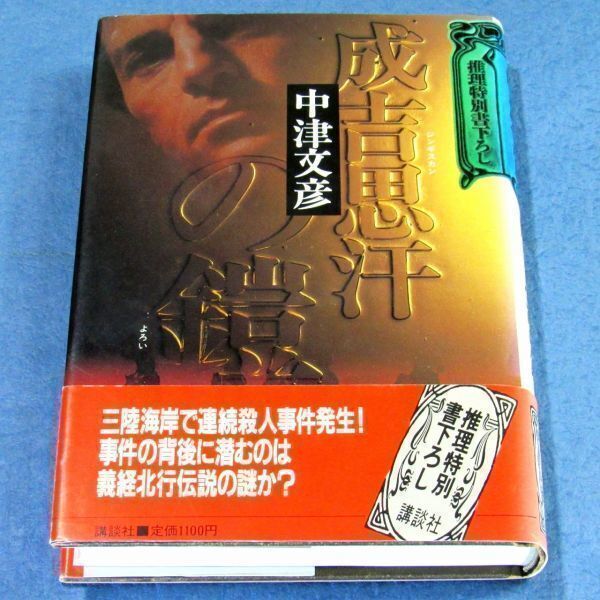 推理特別書下ろし
成吉思汗
ジンギスカン
の鎧
よろい
中津文彦
三陸海岸で連続殺人事件発生!
事件の背後に潜むのは
義経北行伝説の謎か?
講談社■定価1100円
推理特別
書下ろし
講談社